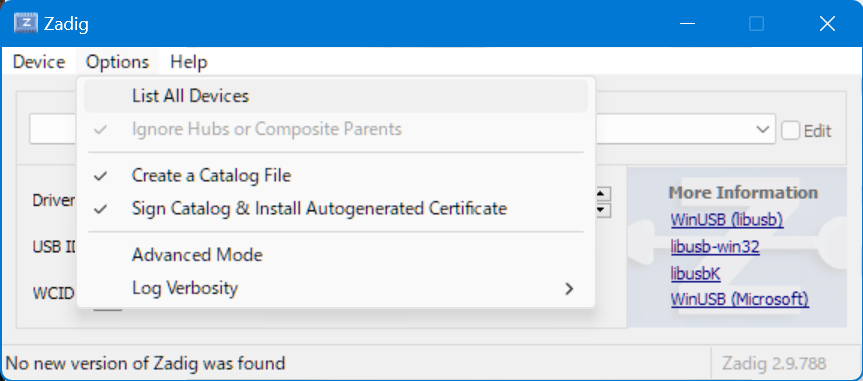 Zadig
Device Options Help
List All Devices
Ignore Hubs or Composite Parents
Edit
Create a Catalog File
Sign Catalog & Install Autogenerated Certificate
Advanced Mode
Log Verbosity
Driver
USB ID
WCID
More Information
WinUSB (libusb)
libusb-win32
libusbK
WinUSB (Microsoft)
No new version of Zadig was found
Zadig 2.9.788